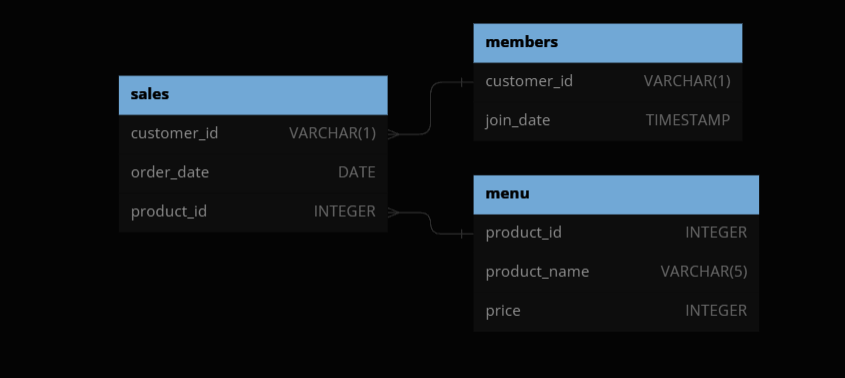 sales
customer_id VARCHAR(1)
order_date DATE
product_id INTEGER
members
customer_id VARCHAR(1)
join_date TIMESTAMP
menu
product_id INTEGER
product_name VARCHAR(5)
price INTEGER